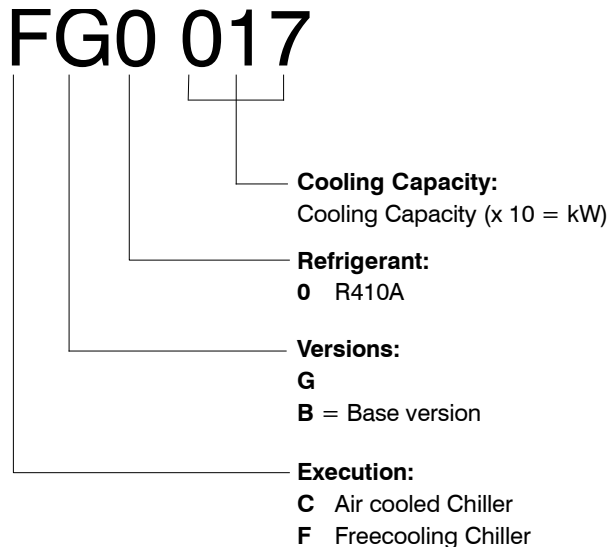 FG0 017
Cooling Capacity:
Cooling Capacity (x 10 = kW)
Refrigerant:
0 R410A
Versions:
G
B = Base version
Execution:
C Air cooled Chiller
F Freecooling Chiller